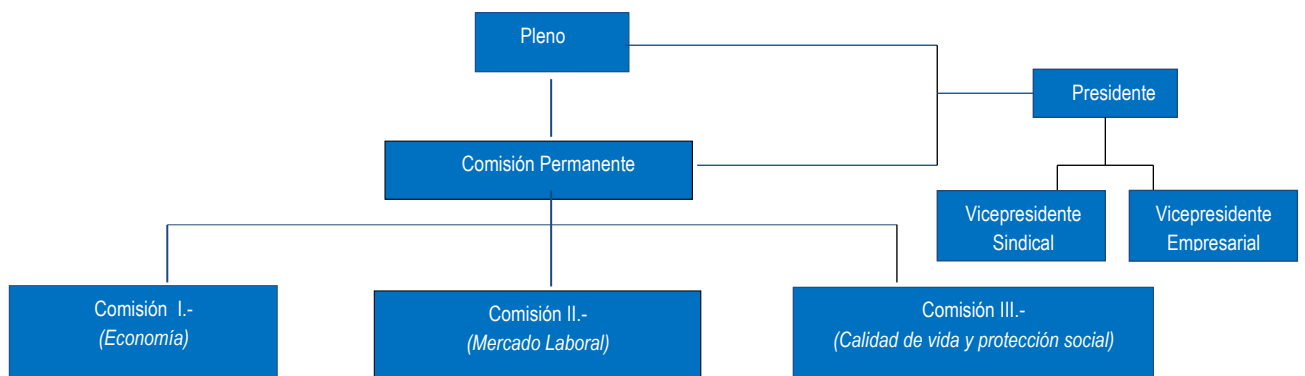 Pleno
Presidente
Comisión Permanente
Vicepresidente
Sindical
Vicepresidente
Empresarial
Comisión I.-
(Economía)
Comisión II.-
(Mercado Laboral)
Comisión III.-
(Calidad de vida y protección social)